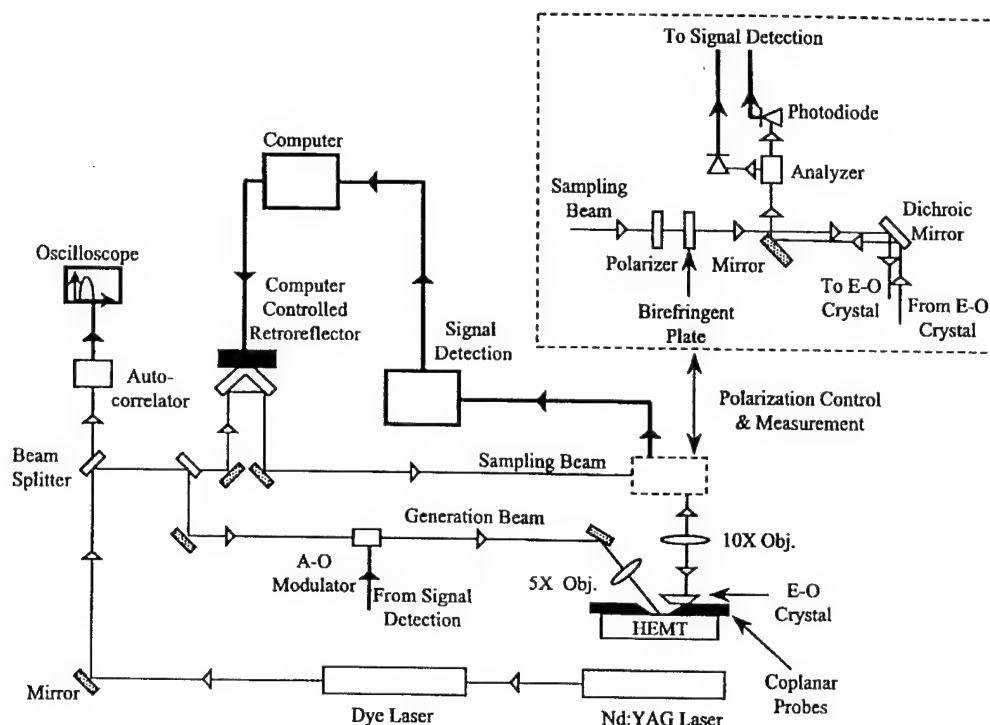 To Signal Detection
Photodiode
Analyzer
Sampling
Beam
Dichroic
Mirror
Polarizer
Mirror
To E-O
Crystal
From E-O
Crystal
Birefringent
Plate
Computer
Oscilloscope
Computer
Controlled
Retroreflector
Signal
Detection
Auto-
correlator
Polarization Control
& Measurement
Beam
Splitter
Sampling Beam
Generation Beam
10X Obj.
A-O
Modulator
5X Obj.
From Signal
Detection
E-O
Crystal
HEMT
Mirror
Coplanar
Probes
Dye Laser
Nd:YAG Laser